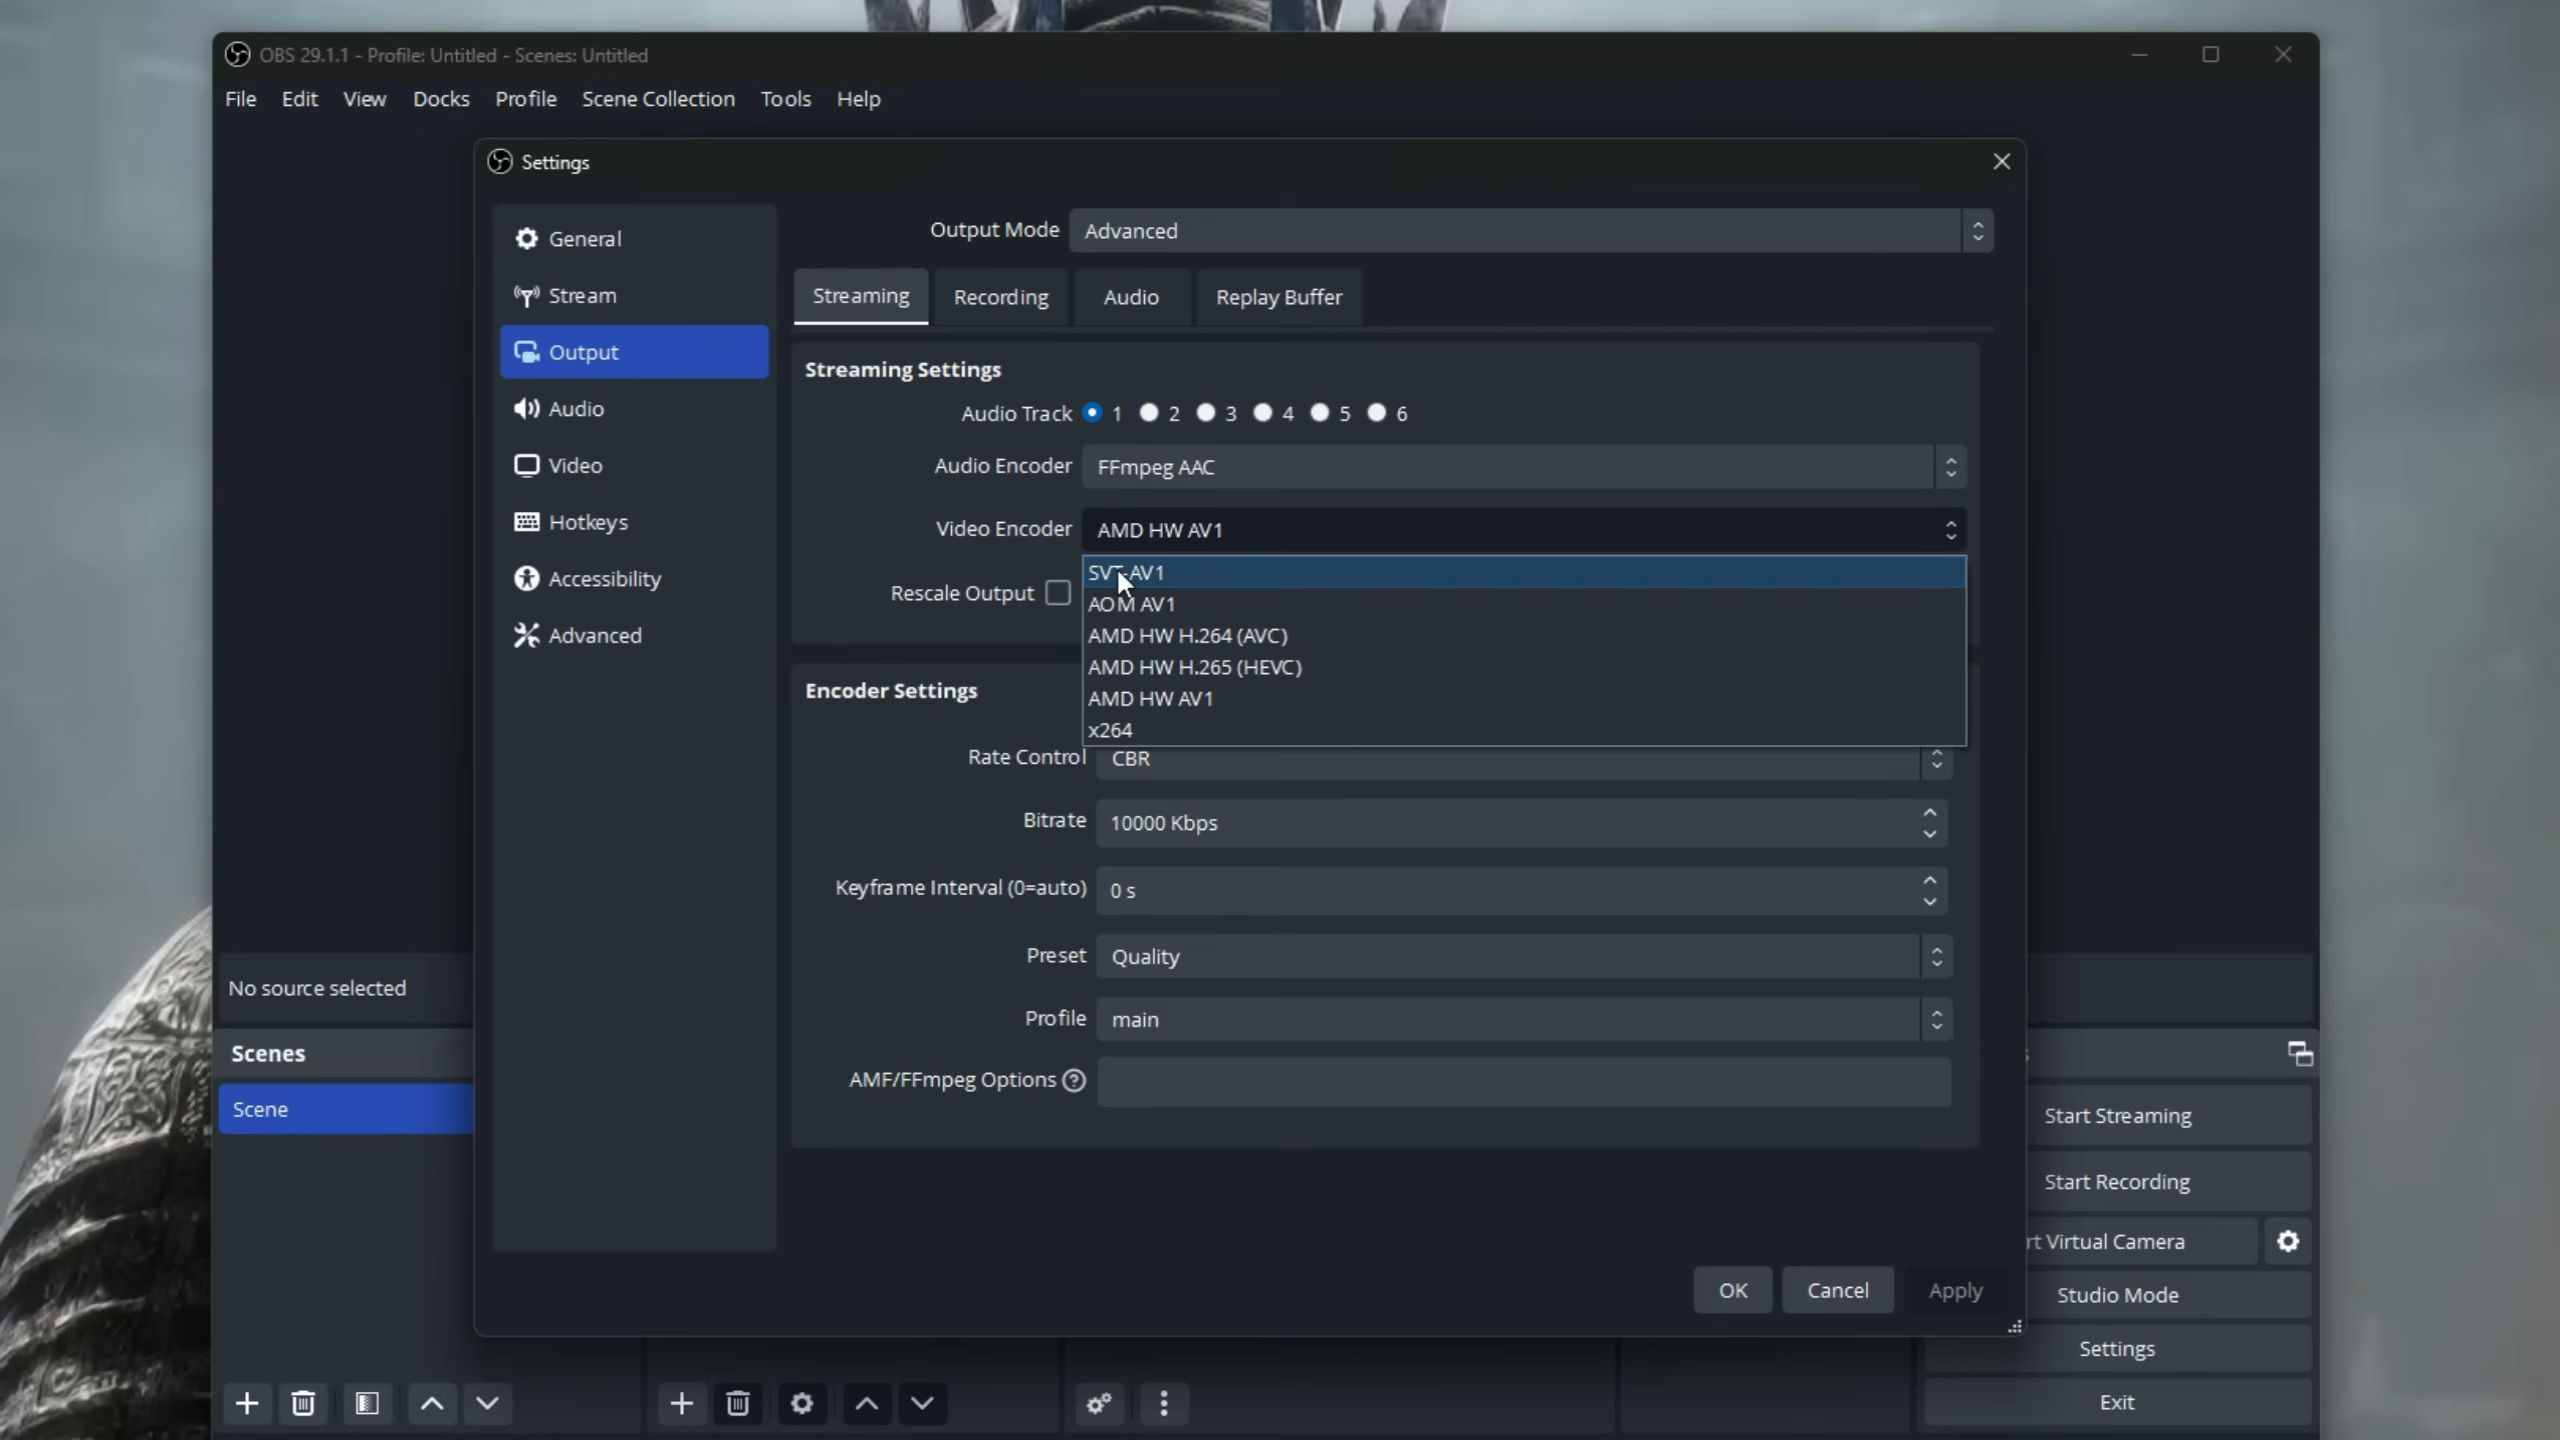 OBS 29.1.1 - Profile: Untitled - Scenes: Untitled
File Edit View Docks Profile Scene Collection Tools Help
Settings
General
Stream
Output
Audio
Video
Hotkeys
Accessibility
Advanced
Output Mode Advanced
Streaming Recording Audio Replay Buffer
Streaming Settings
Audio Track 1 2 3 4 5 6
Audio Encoder FFmpeg AAC
Video Encoder AMD HW AV1
SVT-AV1
Rescale Output
AOM AV1
AMD HW H.264 (AVC)
AMD HW H.265 (HEVC)
AMD HW AV1
x264
Encoder Settings
Rate Control CBR
Bitrate 10000 Kbps
Keyframe Interval (0=auto) 0 s
Preset Quality
Profile main
AMF/FFmpeg Options ?
OK Cancel Apply
No source selected
Scenes
Scene
Start Streaming
Start Recording
rt Virtual Camera
Studio Mode
Settings
Exit